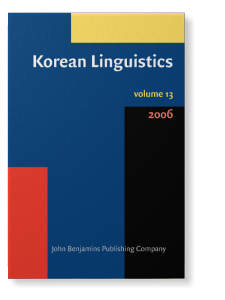 Korean Linguistics
volume 13
2006
John Benjamins Publishing Company